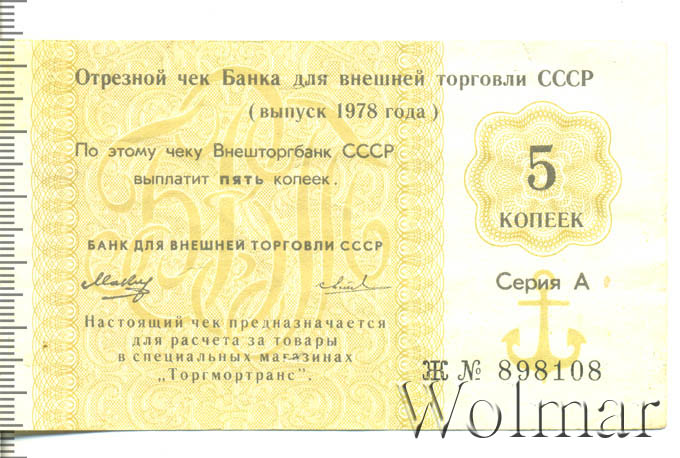 Отрезной чек Банка для внешней торговли СССР
(выпуск 1978 года)
По этому чеку Внешторгбанк СССР
выплатит пять копеек.
5
КОПЕЕК
БАНК ДЛЯ ВНЕШНЕЙ ТОРГОВЛИ СССР
Серия А
Настоящий чек предназначается
для расчета за товары
в специальных магазинах
„Торгмортранс".
Ж № 898108
Wolmar